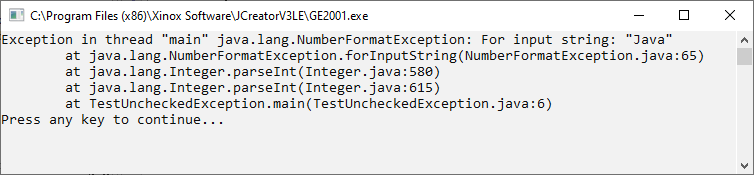 C:\Program Files (x86)\Xinox Software\JCreatorV3LE\GE2001.exe
Exception in thread "main" java.lang.NumberFormatException: For input string: "Java"
        at java.lang.NumberFormatException.forInputString(NumberFormatException.java:65)
        at java.lang.Integer.parseInt(Integer.java:580)
        at java.lang.Integer.parseInt(Integer.java:615)
        at TestUncheckedException.main(TestUncheckedException.java:6)
Press any key to continue...